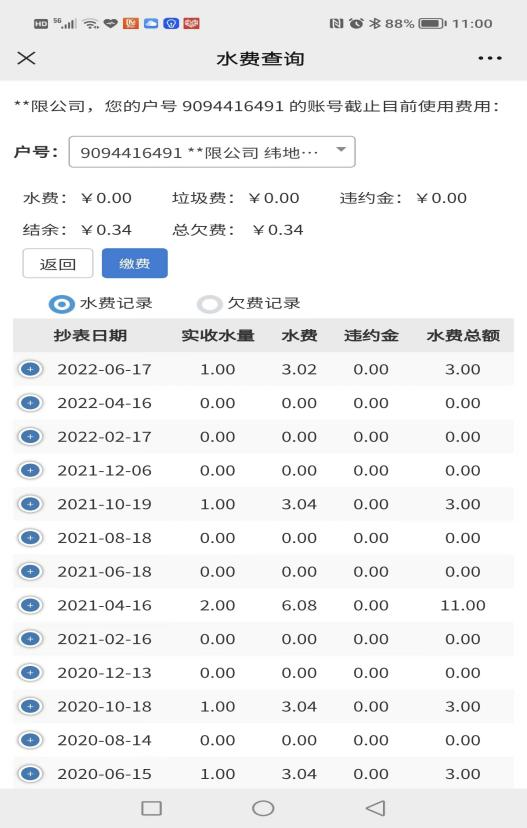 HD 5G 88% 11:00
水费查询
**限公司，您的户号 9094416491 的账号截止目前使用费用：
户号： 9094416491 **限公司 纬地…
水费：￥0.00 垃圾费：￥0.00 违约金：￥0.00
结余：￥0.34 总欠费：￥0.34
返回 缴费
水费记录 欠费记录
抄表日期 实收水量 水费 违约金 水费总额
2022-06-17 1.00 3.02 0.00 3.00
2022-04-16 0.00 0.00 0.00 0.00
2022-02-17 0.00 0.00 0.00 0.00
2021-12-06 0.00 0.00 0.00 0.00
2021-10-19 1.00 3.04 0.00 3.00
2021-08-18 0.00 0.00 0.00 0.00
2021-06-18 0.00 0.00 0.00 0.00
2021-04-16 2.00 6.08 0.00 11.00
2021-02-16 0.00 0.00 0.00 0.00
2020-12-13 0.00 0.00 0.00 0.00
2020-10-18 1.00 3.04 0.00 3.00
2020-08-14 0.00 0.00 0.00 0.00
2020-06-15 1.00 3.04 0.00 3.00